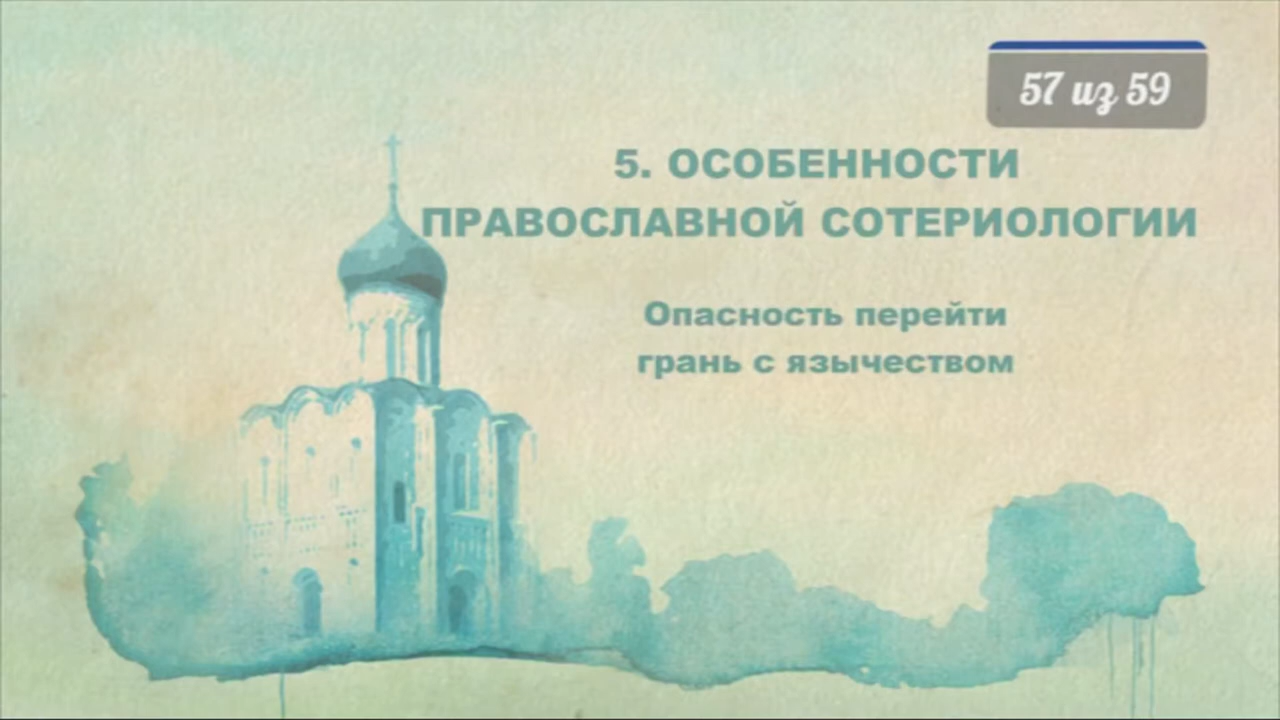 57 из 59
5. ОСОБЕННОСТИ
ПРАВОСЛАВНОЙ СОТЕРИОЛОГИИ
Опасность перейти
грань с язычеством